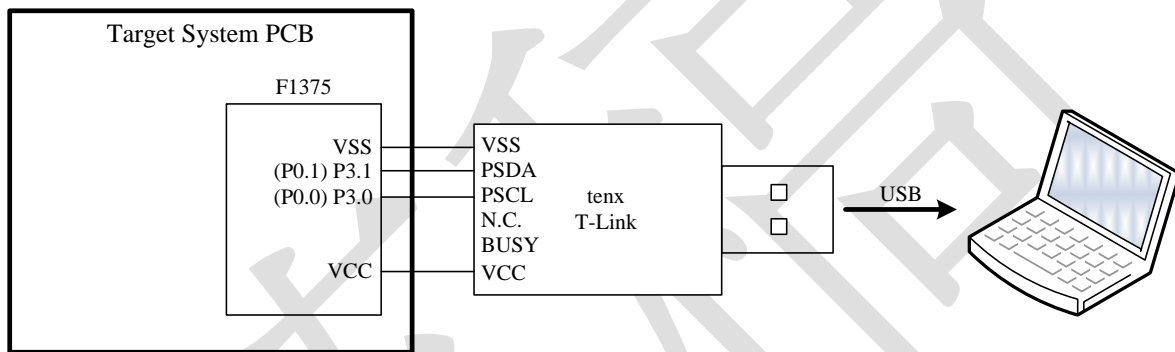 Target System PCB
F1375
VSS
(P0.1) P3.1
(P0.0) P3.0
VCC
VSS
PSDA
PSCL
N.C.
BUSY
VCC
tenx
T-Link
USB